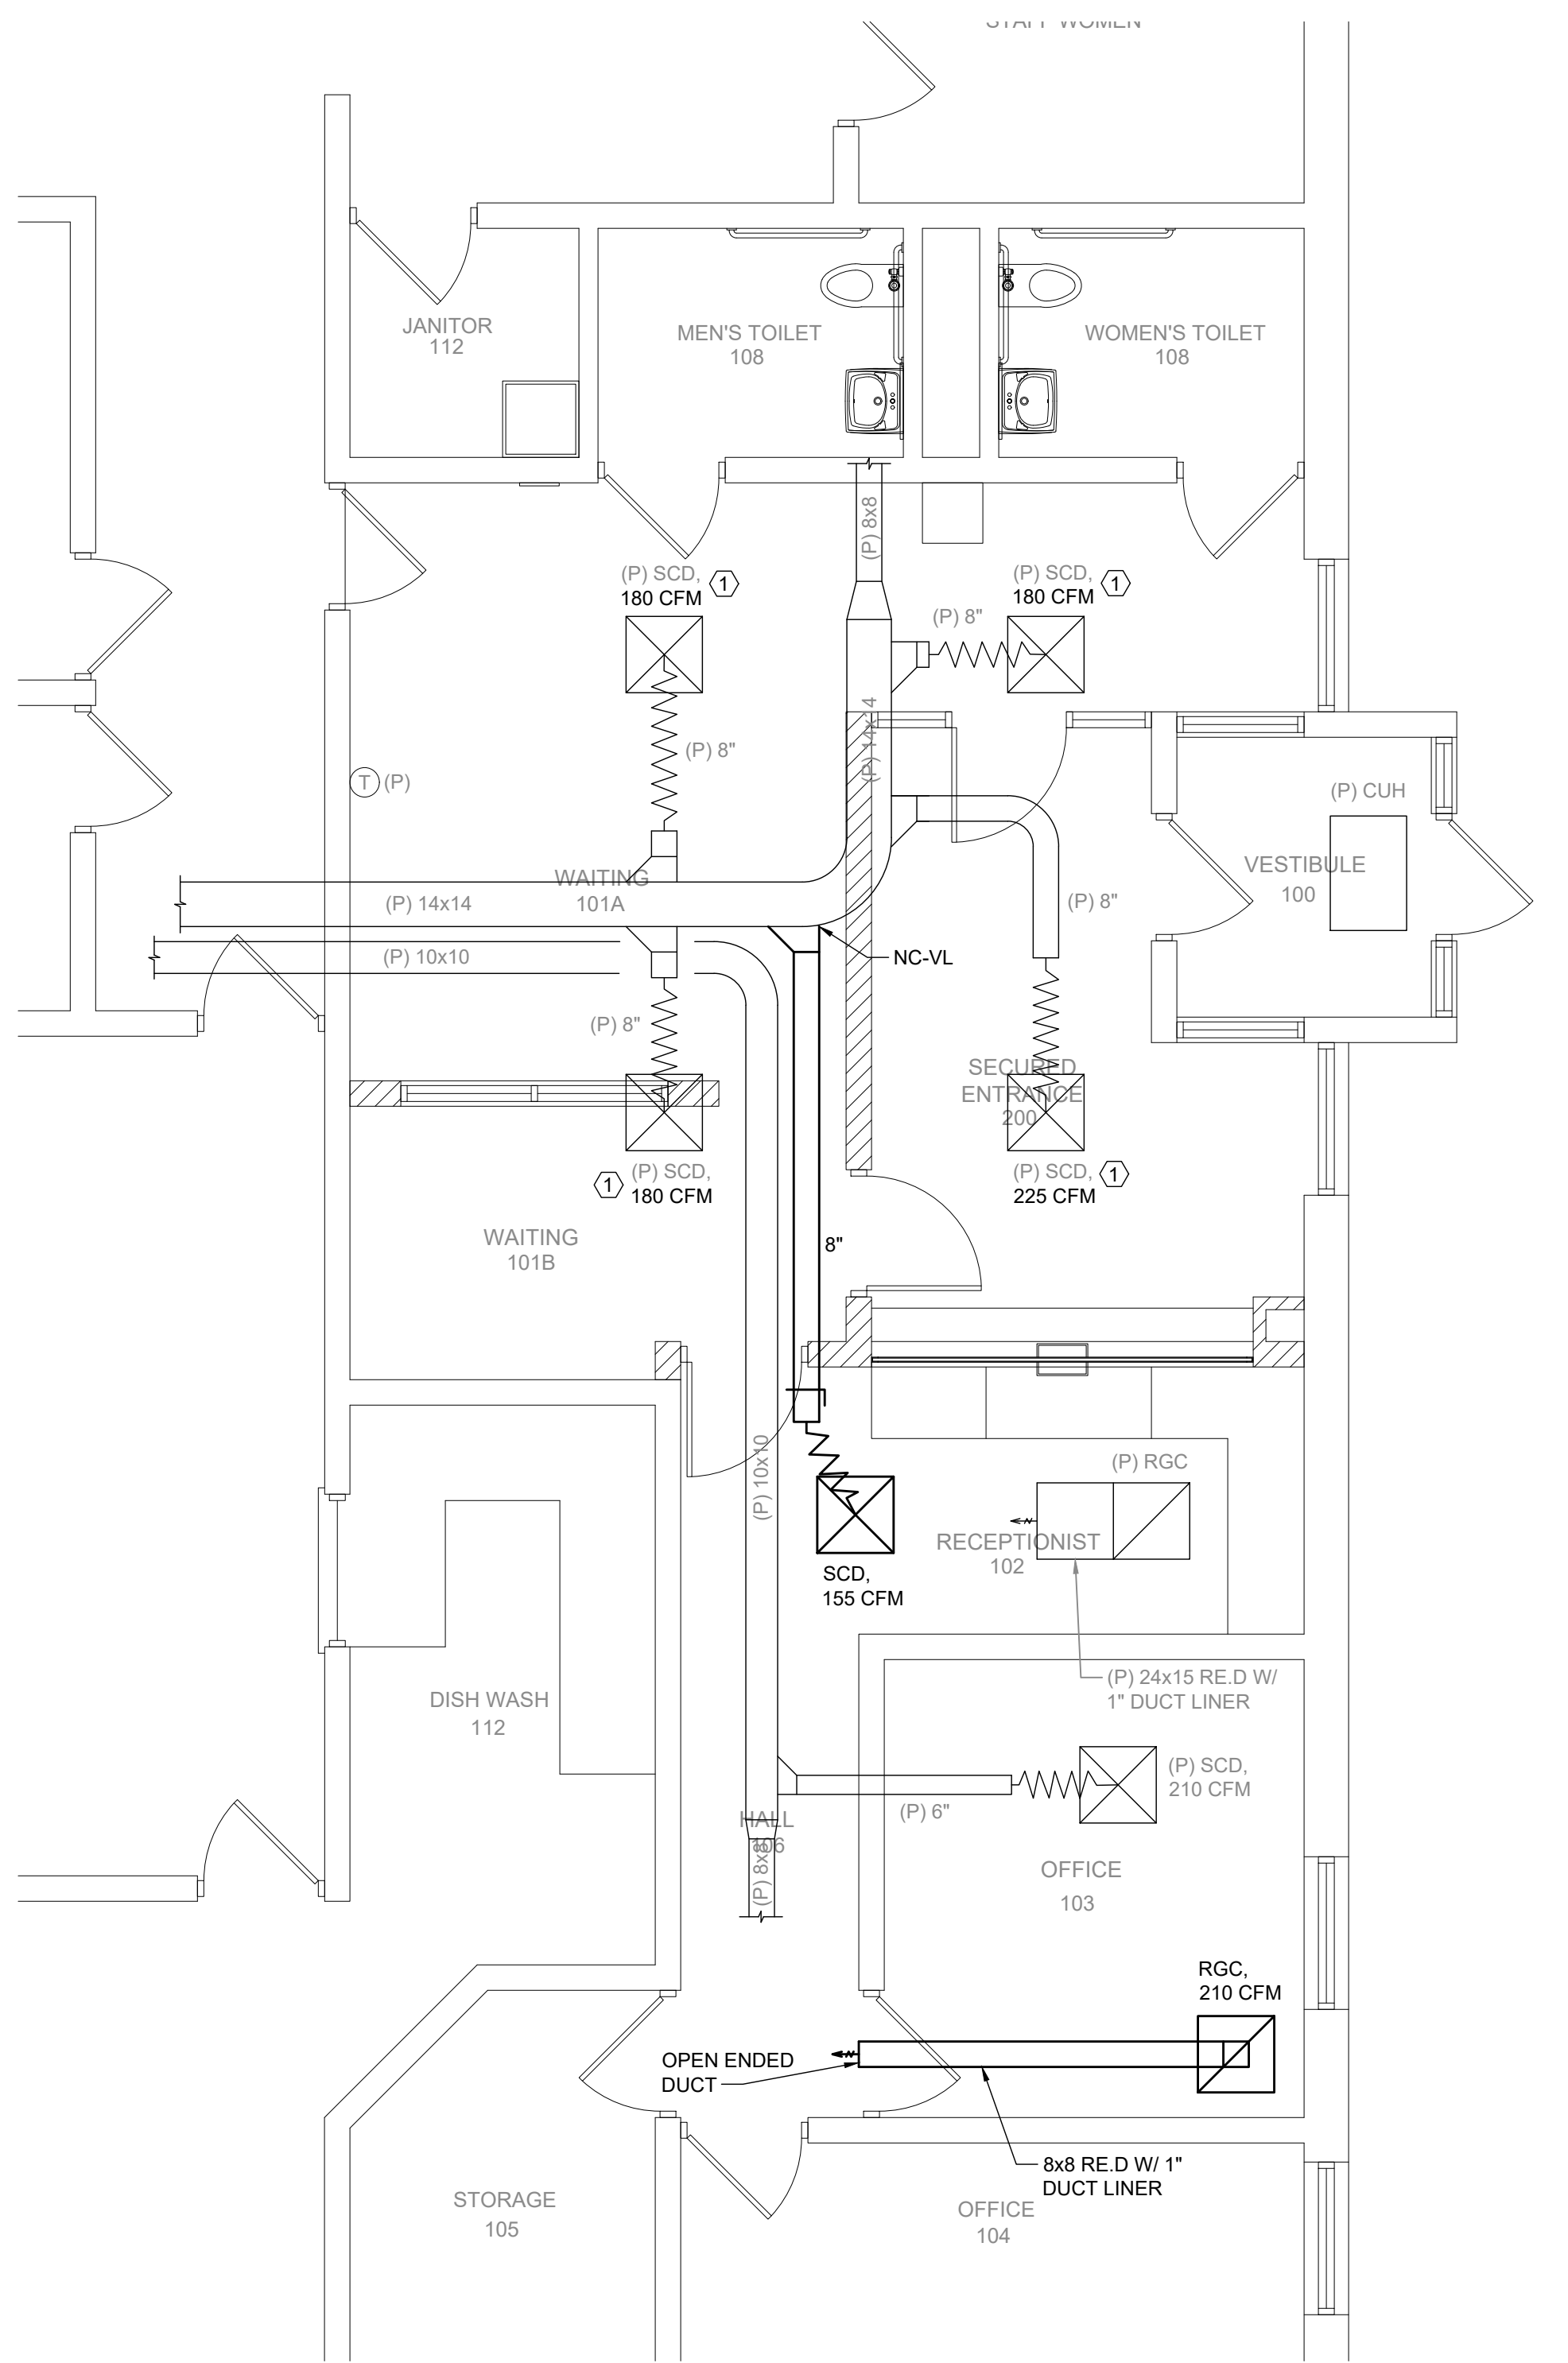 STAFF WOMEN
JANITOR
112
MEN'S TOILET
108
WOMEN'S TOILET
108
(P) 8x8
(P) SCD,
180 CFM
1
(P) 8"
(P) SCD,
180 CFM
1
(P) 14x14
(P) 8"
T (P)
(P) CUH
VESTIBULE
100
WAITING
101A
(P) 14x14
(P) 8"
(P) 10x10
NC-VL
(P) 8"
SECURED
ENTRANCE
200
1
(P) SCD,
180 CFM
(P) SCD,
225 CFM
1
WAITING
101B
8"
(P) 10x10
(P) RGC
RECEPTIONIST
102
SCD,
155 CFM
(P) 24x15 RE.D W/
1" DUCT LINER
DISH WASH
112
(P) SCD,
210 CFM
(P) 6"
HALL
106
(P) 8x8
OFFICE
103
RGC,
210 CFM
OPEN ENDED
DUCT
8x8 RE.D W/ 1"
DUCT LINER
STORAGE
105
OFFICE
104